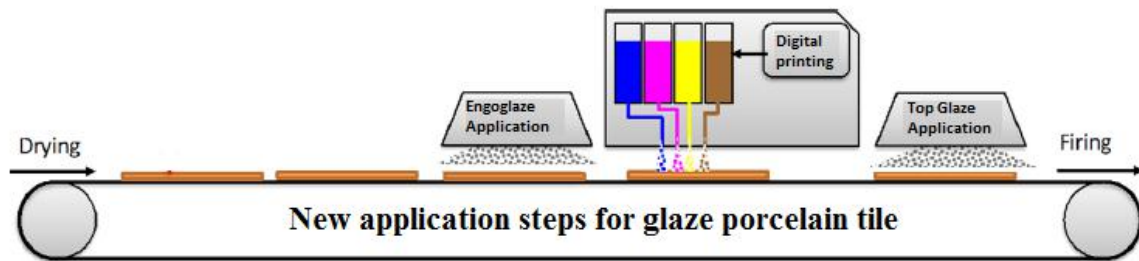 Digital
printing
Engoglaze
Application
Top Glaze
Application
Drying
Firing
New application steps for glaze porcelain tile